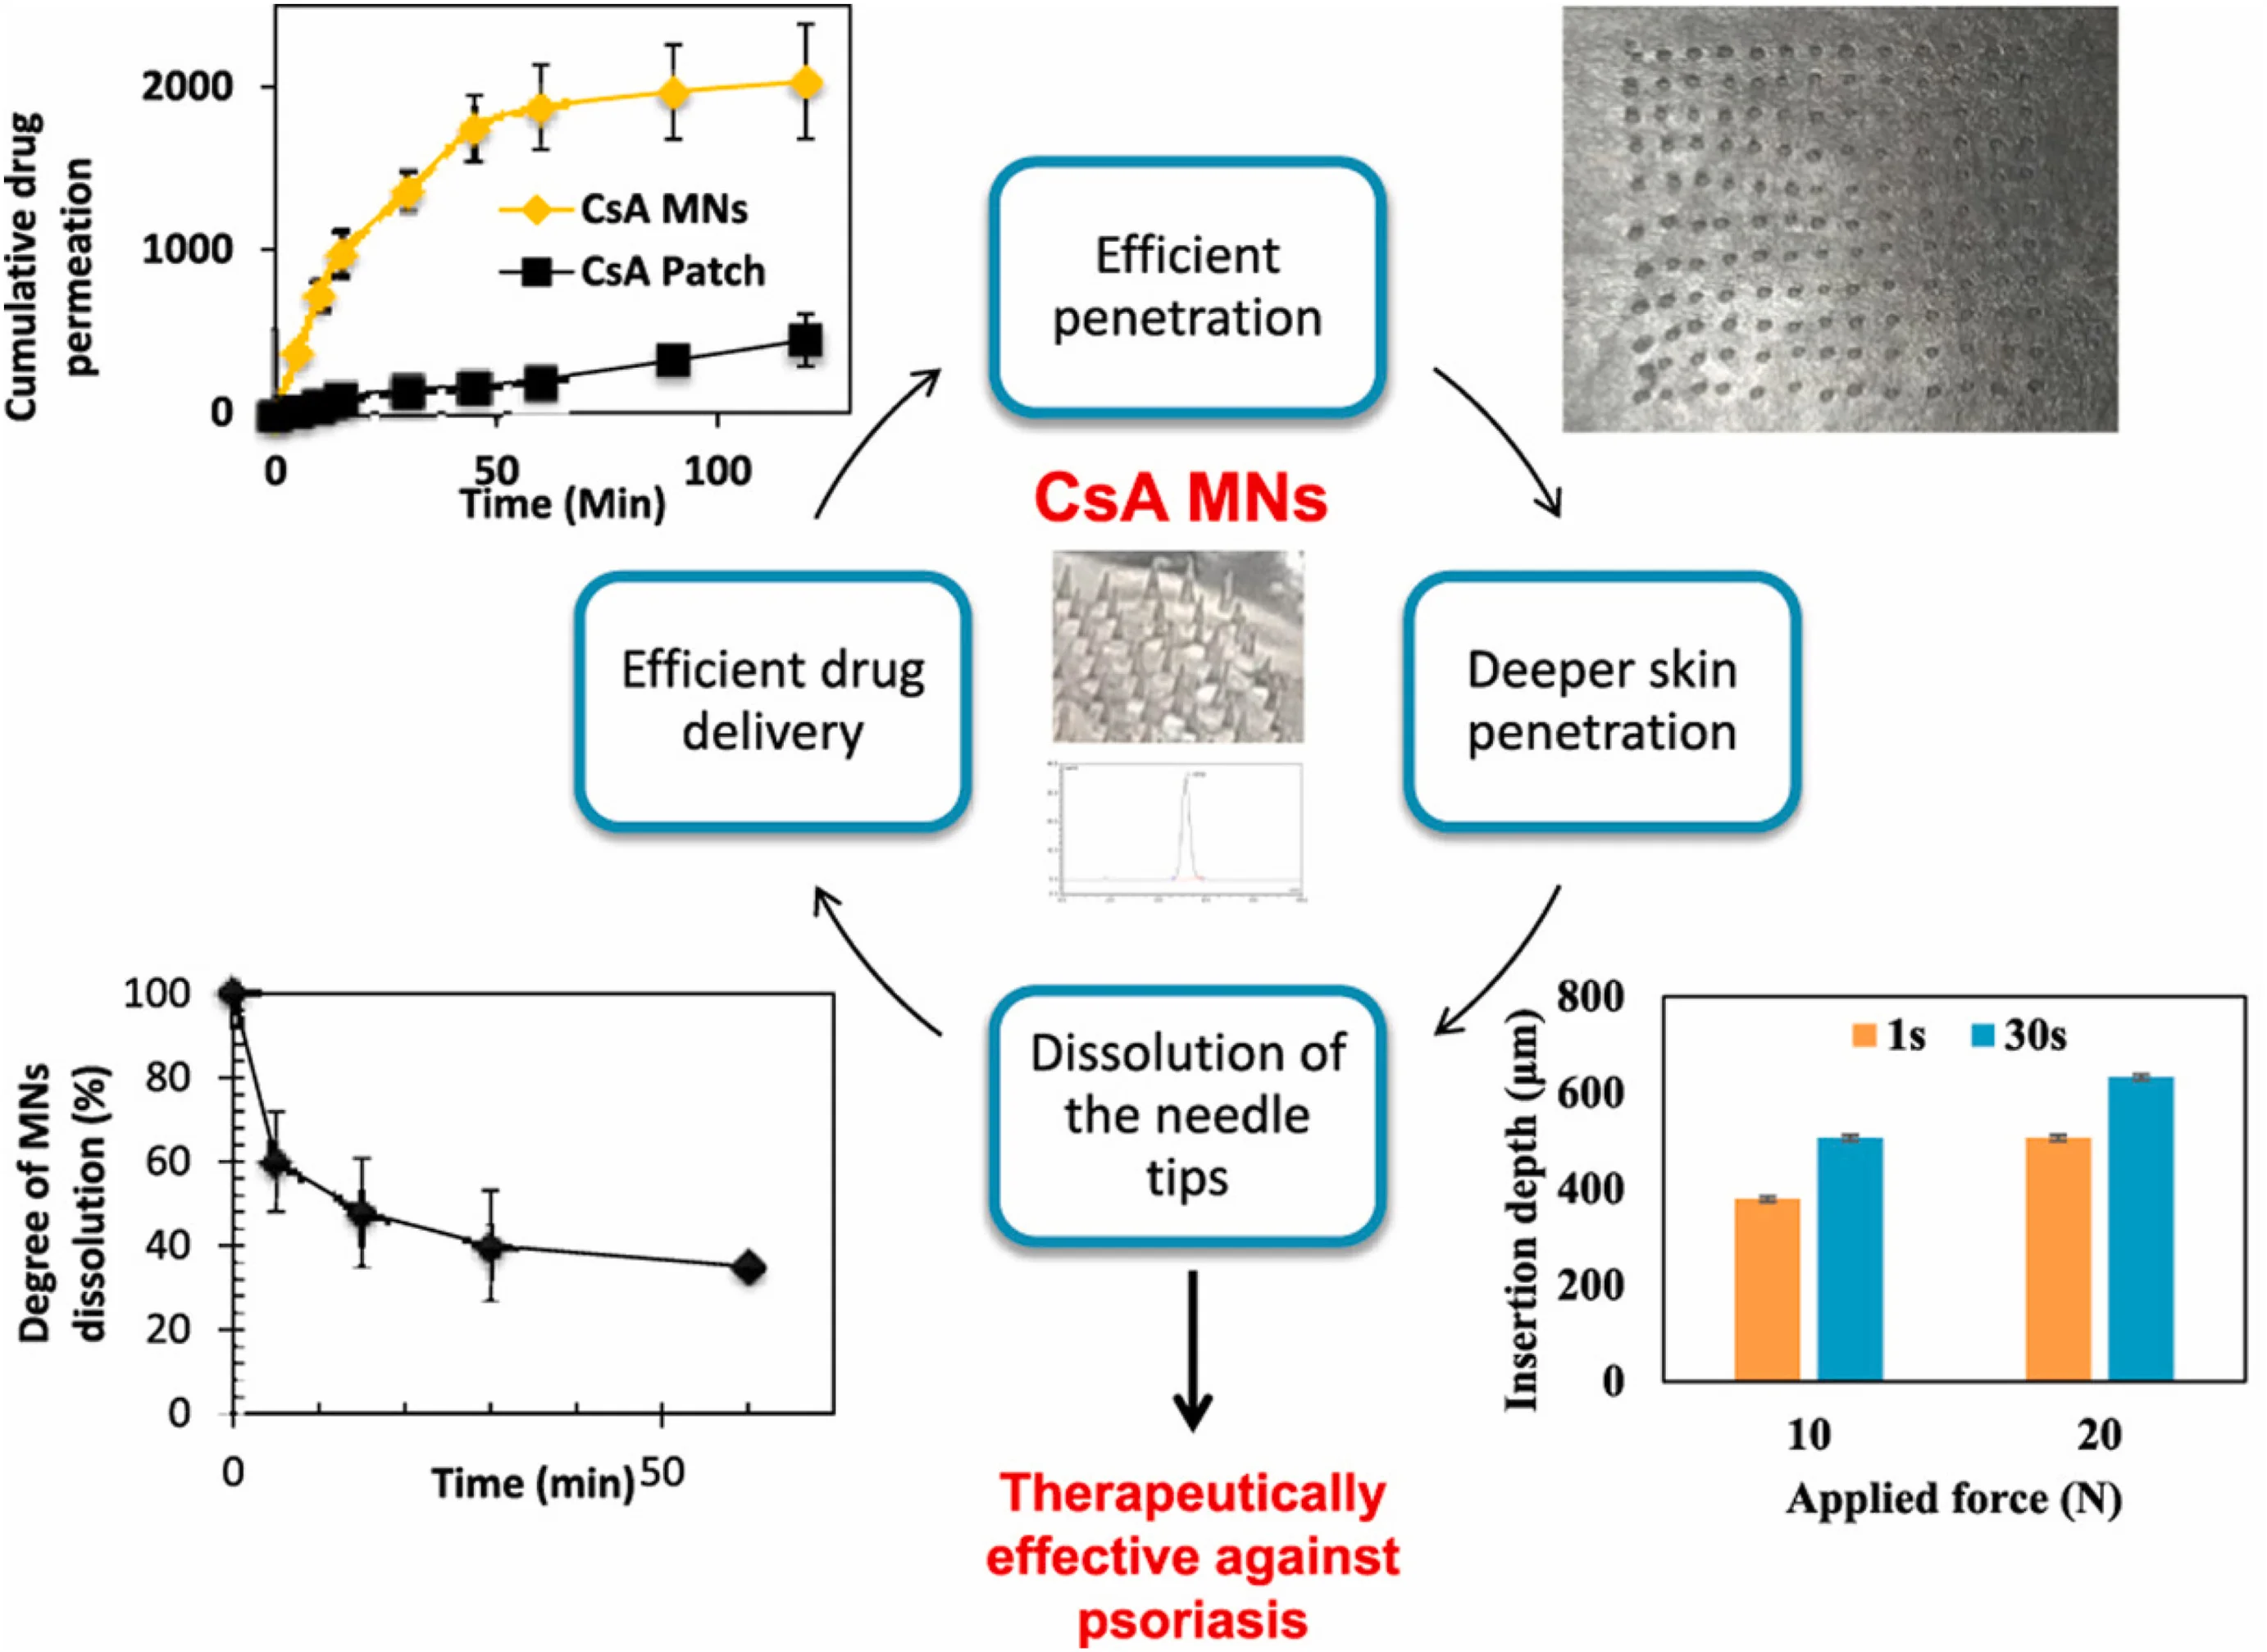 2000
1000
0
0
50
100
Cumulative drug
permeation
Time (Min)
CsA MNs
CsA Patch
Efficient
penetration
CsA MNs
Efficient drug
delivery
Deeper skin
penetration
Dissolution of
the needle
tips
Therapeutically
effective against
psoriasis
100
80
60
40
20
0
0
50
Degree of MNs
dissolution (%)
Time (min)
800
600
400
200
0
1s
30s
Insertion depth (μm)
10
20
Applied force (N)